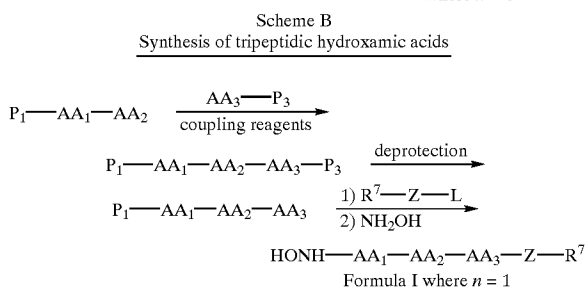 Scheme B
Synthesis of tripeptidic hydroxamic acids
P₁—AA₁—AA₂
AA₃—P₃
coupling reagents
P₁—AA₁—AA₂—AA₃—P₃
deprotection
P₁—AA₁—AA₂—AA₃
1) R⁷—Z—L
2) NH₂OH
HONH—AA₁—AA₂—AA₃—Z—R⁷
Formula I where n = 1